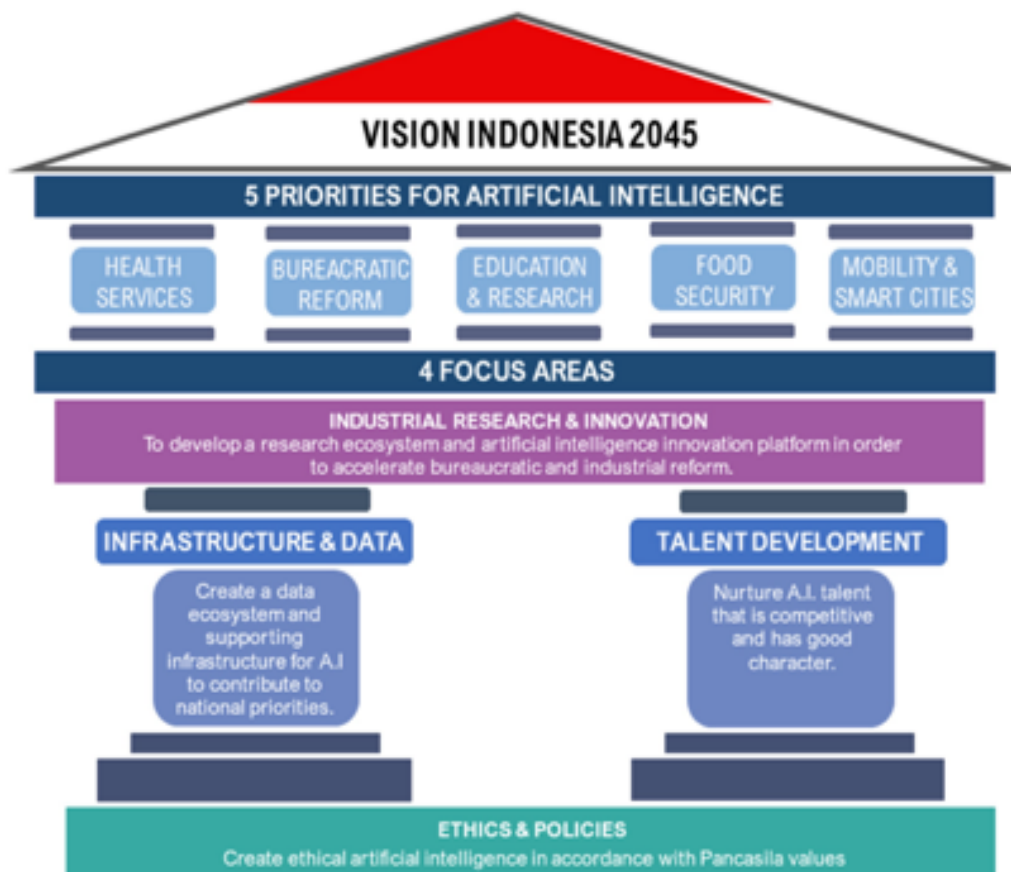 VISION INDONESIA 2045
5 PRIORITIES FOR ARTIFICIAL INTELLIGENCE
HEALTH
SERVICES
BUREACRATIC
REFORM
EDUCATION
& RESEARCH
FOOD
SECURITY
MOBILITY &
SMART CITIES
4 FOCUS AREAS
INDUSTRIAL RESEARCH & INNOVATION
To develop a research ecosystem and artificial intelligence innovation platform in order
to accelerate bureaucratic and industrial reform.
INFRASTRUCTURE & DATA
Create a data
ecosystem and
supporting
infrastructure for A.I
to contribute to
national priorities.
TALENT DEVELOPMENT
Nurture A.I. talent
that is competitive
and has good
character.
ETHICS & POLICIES
Create ethical artificial intelligence in accordance with Pancasila values